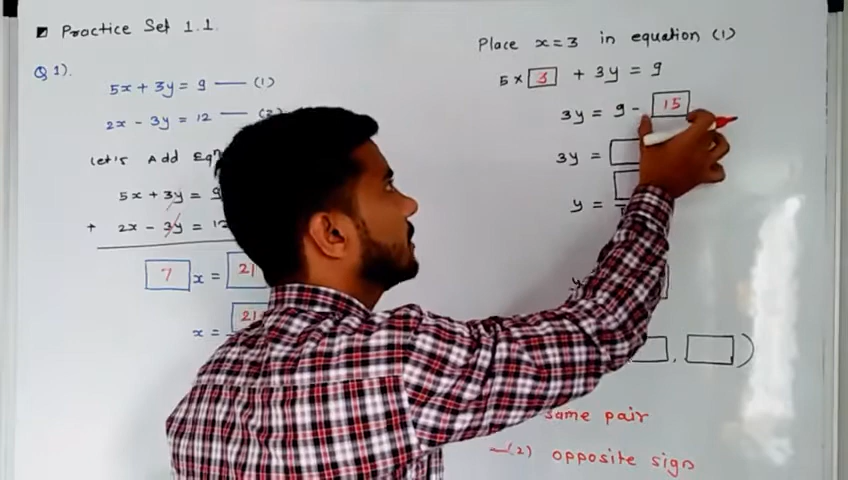 Practice Set 1.1.
Q 1).
5x + 3y = 9 — (1)
2x - 3y = 12 — (2)
Let's Add Eqn
5x + 3y = 9
+ 2x - 3y = 12
7 x = 21
x = 21
Place x = 3 in equation (1)
5 × 3 + 3y = 9
3y = 9 - 15
3y =
y =
y
, )
same pair
—(2) opposite sign